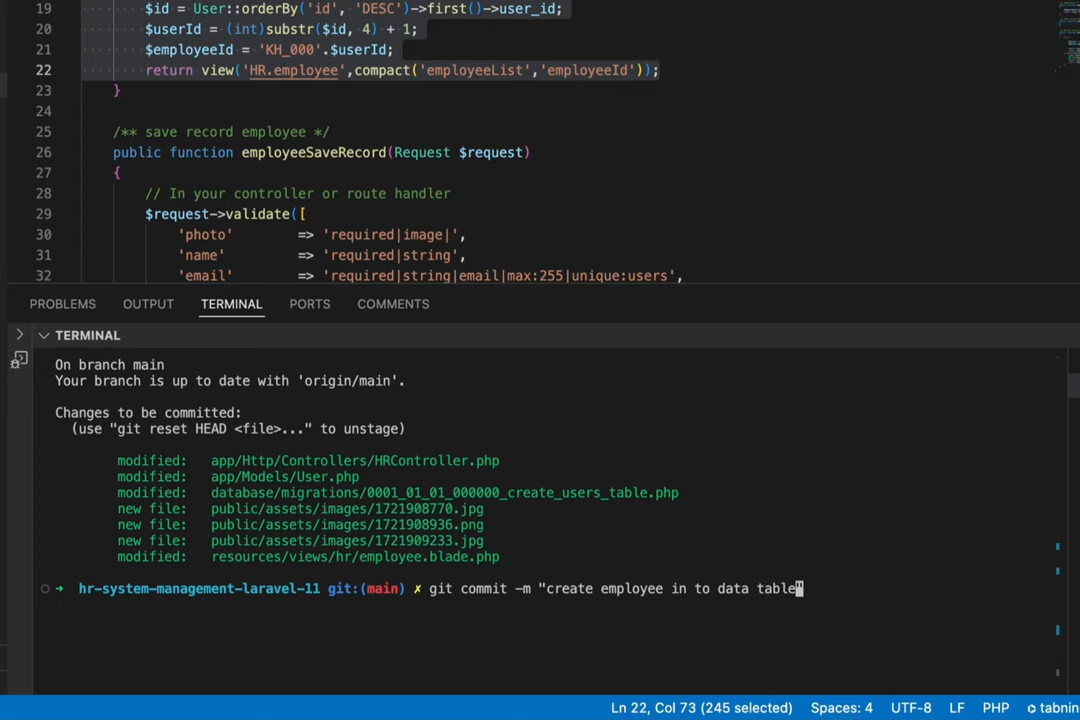 19 $id = User::orderBy('id', 'DESC')->first()->user_id;
20 $userId = (int)substr($id, 4) + 1;
21 $employeeId = 'KH_000'.$userId;
22 return view('HR.employee',compact('employeeList','employeeId'));
23 }
24
25 /** save record employee */
26 public function employeeSaveRecord(Request $request)
27 {
28 // In your controller or route handler
29 $request->validate([
30 'photo' => 'required|image|',
31 'name' => 'required|string',
32 'email' => 'required|string|email|max:255|unique:users',
PROBLEMS OUTPUT TERMINAL PORTS COMMENTS
TERMINAL
On branch main
Your branch is up to date with 'origin/main'.
Changes to be committed:
(use "git reset HEAD <file>..." to unstage)
modified: app/Http/Controllers/HRController.php
modified: app/Models/User.php
modified: database/migrations/0001_01_01_000000_create_users_table.php
new file: public/assets/images/1721908770.jpg
new file: public/assets/images/1721908936.png
new file: public/assets/images/1721909233.jpg
modified: resources/views/hr/employee.blade.php
➜ hr-system-management-laravel-11 git:(main) ✗ git commit -m "create employee in to data table"
Ln 22, Col 73 (245 selected) Spaces: 4 UTF-8 LF PHP tabnin